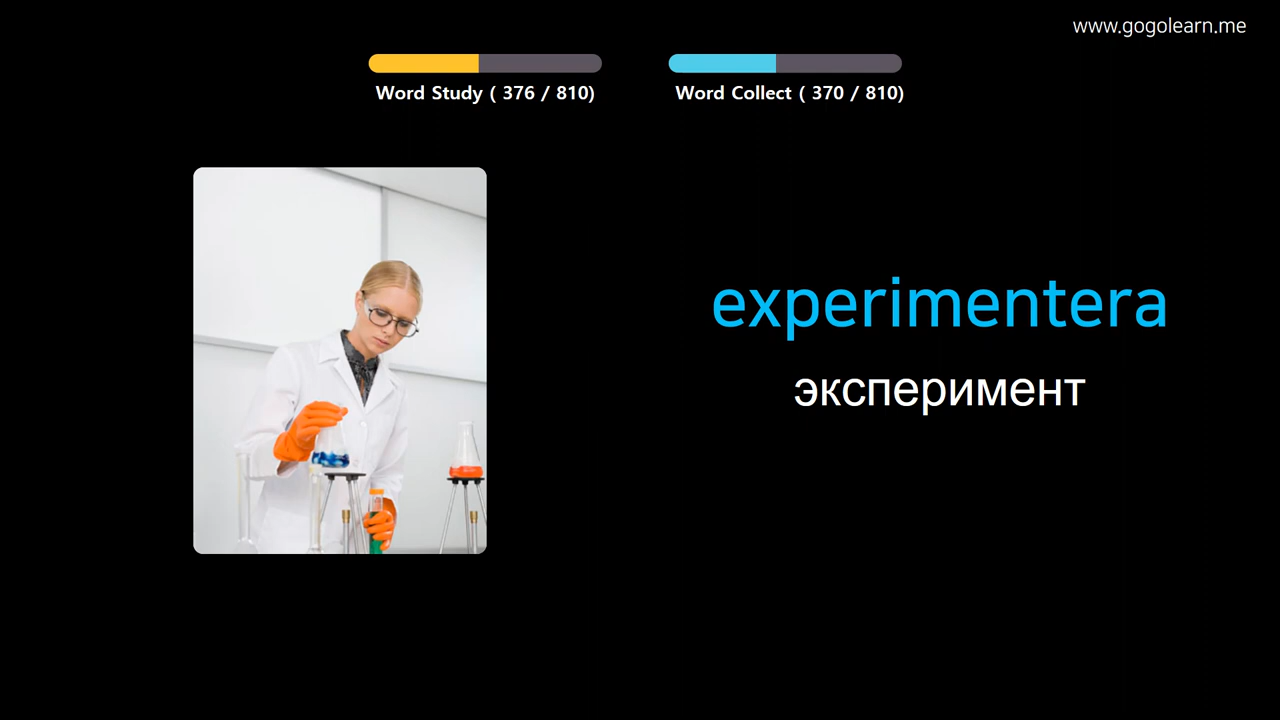 www.gogolearn.me
Word Study ( 376 / 810)
Word Collect ( 370 / 810)
experimentera
эксперимент